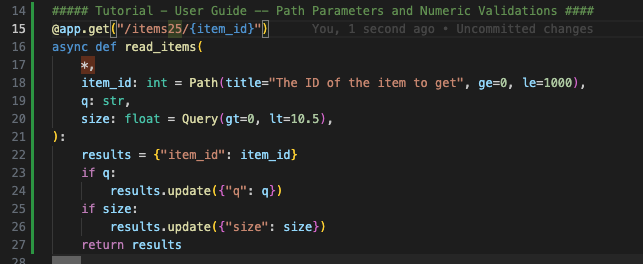 14 ##### Tutorial - User Guide -- Path Parameters and Numeric Validations ####
15 @app.get("/items25/{item_id}") You, 1 second ago • Uncommitted changes
16 async def read_items(
17 *,
18 item_id: int = Path(title="The ID of the item to get", ge=0, le=1000),
19 q: str,
20 size: float = Query(gt=0, lt=10.5),
21 ):
22 results = {"item_id": item_id}
23 if q:
24 results.update({"q": q})
25 if size:
26 results.update({"size": size})
27 return results
28